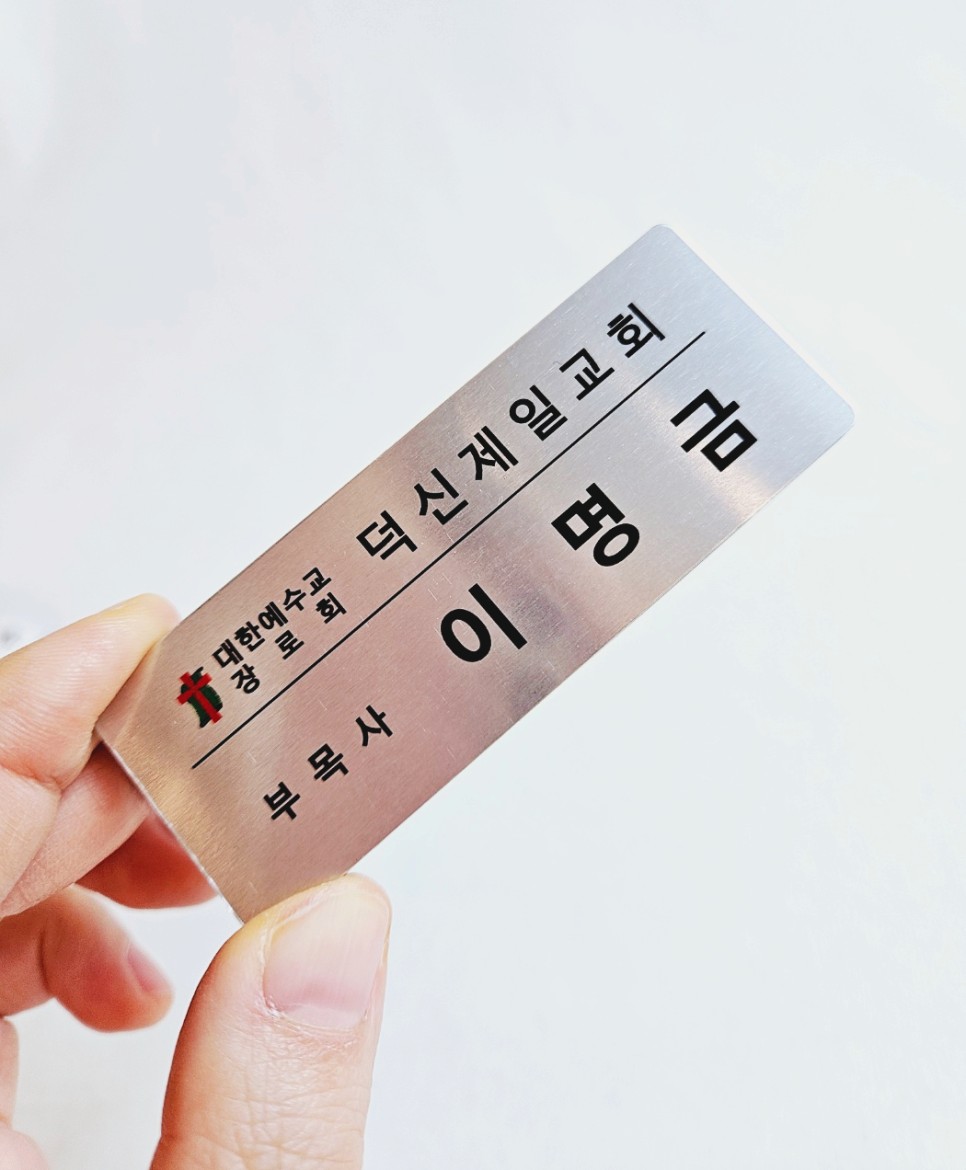 대한예수교
장로회
덕신제일교회
부목사
이명금